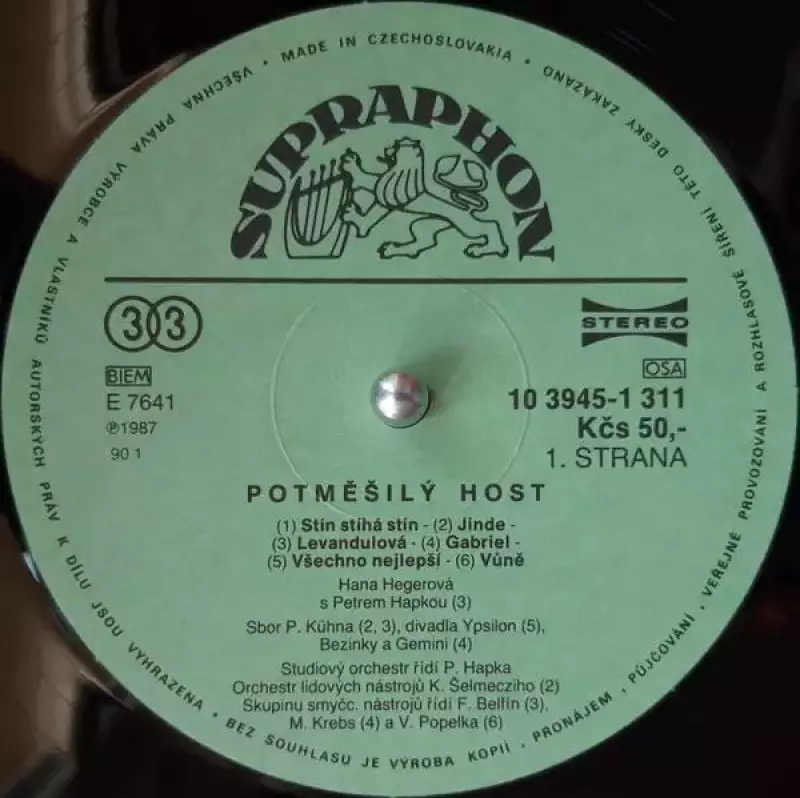 VŠECHNA PRÁVA VÝROBCE A VLASTNÍKŮ AUTORSKÝCH PRÁV K DÍLU JSOU VYHRAZENA • BEZ SOUHLASU JE VÝROBA KOPIÍ, PRONÁJEM, PŮJČOVÁNÍ, VEŘEJNÉ PROVOZOVÁNÍ A ROZHLASOVÉ ŠÍŘENÍ TÉTO DESKY ZAKÁZÁNO • MADE IN CZECHOSLOVAKIA •
SUPRAPHON
33
STEREO
BIEM
OSA
E 7641
10 3945-1 311
℗1987
Kčs 50,-
90 1
1. STRANA
POTMĚŠILÝ HOST
(1) Stín stíhá stín - (2) Jinde -
(3) Levandulová - (4) Gabriel -
(5) Všechno nejlepší - (6) Vůně
Hana Hegerová
s Petrem Hapkou (3)
Sbor P. Kühna (2, 3), divadla Ypsilon (5),
Bezinky a Gemini (4)
Studiový orchestr řídí P. Hapka
Orchestr lidových nástrojů K. Šelmecziho (2)
Skupinu smyčc. nástrojů řídí F. Belfín (3),
M. Krebs (4) a V. Popelka (6)